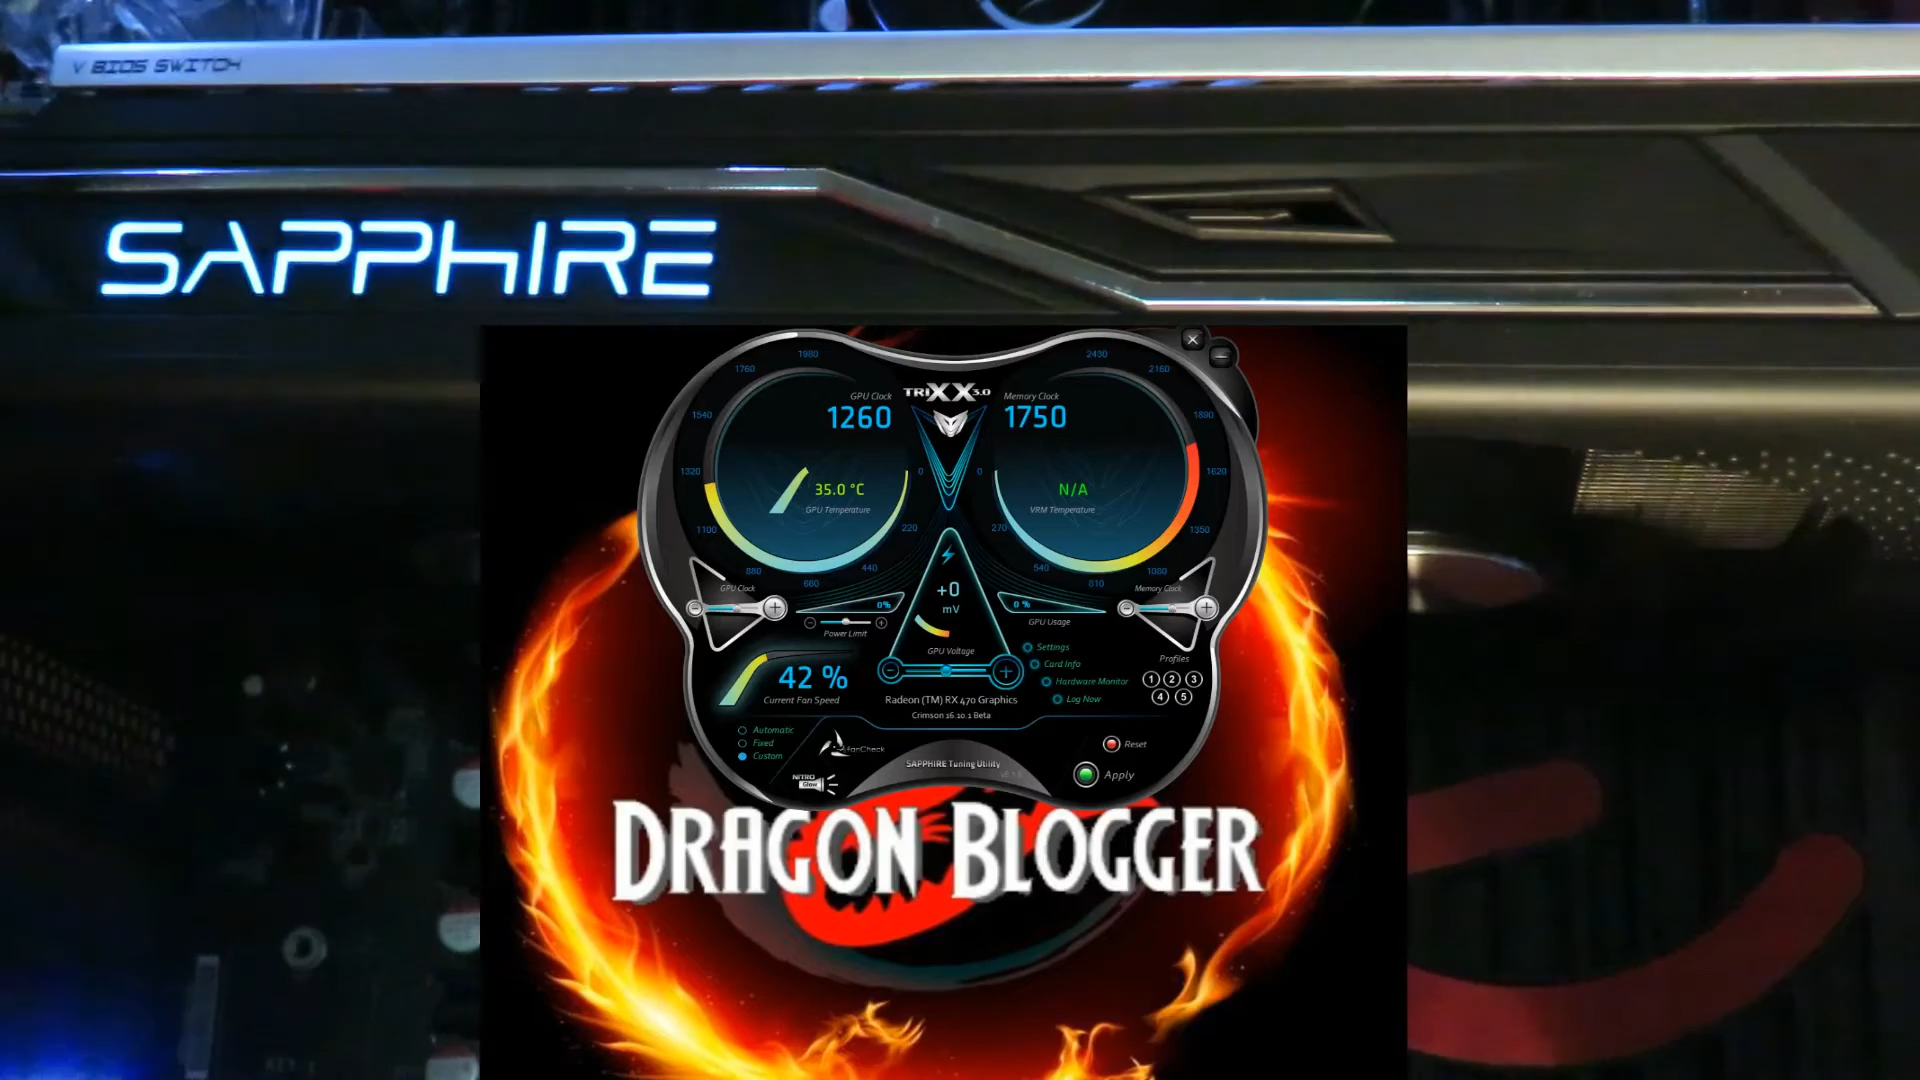 V BIOS SWITCH
SAPPHIRE
1980
2430
1760
2160
TRIXX 3.0
GPU Clock
1260
Memory Clock
1750
1540
1890
1320
0
0
1620
35.0 °C
GPU Temperature
N/A
VRM Temperature
1100
220
270
1350
880
440
540
1080
660
810
GPU Clock
Memory Clock
+0
mV
0%
0 %
Power Limit
GPU Usage
GPU Voltage
Settings
Card Info
Hardware Monitor
Log Now
Profiles
1 2 3
4 5
42 %
Current Fan Speed
Radeon (TM) RX 470 Graphics
Crimson 16.10.1 Beta
Automatic
Fixed
Custom
FanCheck
NITRO
Glow
SAPPHIRE Tuning Utility
Reset
Apply
DRAGON BLOGGER